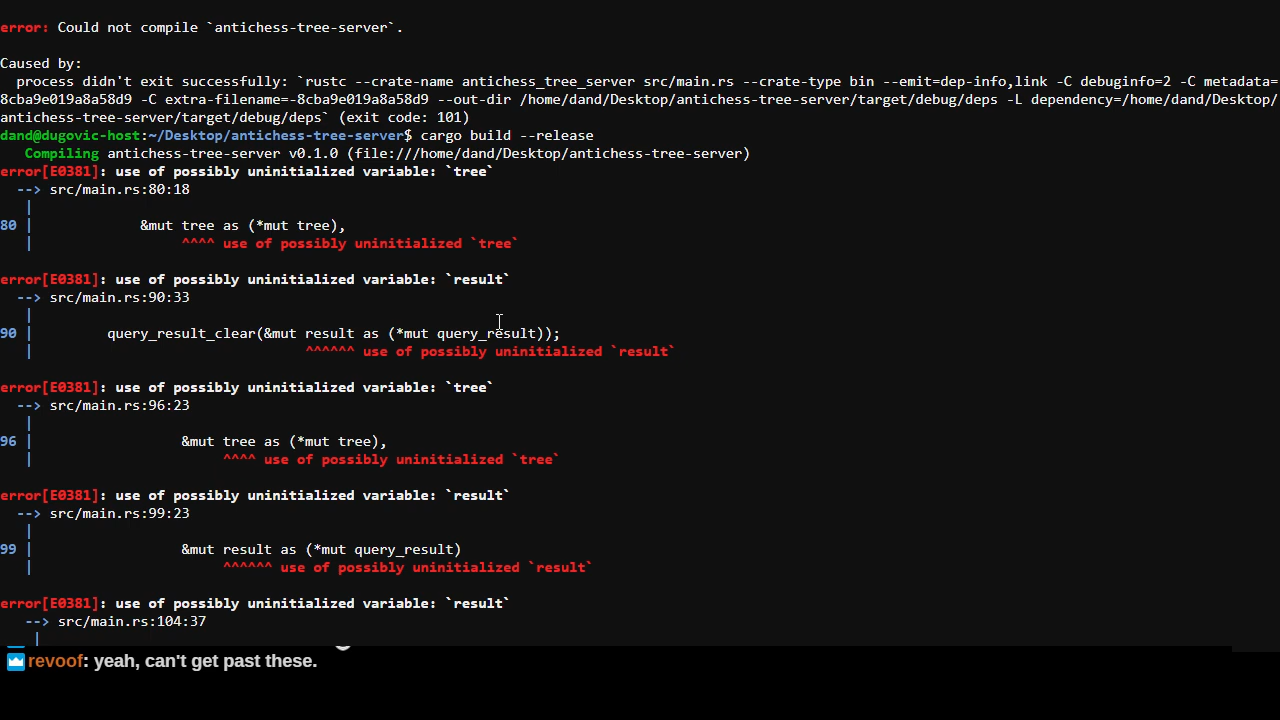 error: Could not compile `antichess-tree-server`.
Caused by:
process didn't exit successfully: `rustc --crate-name antichess_tree_server src/main.rs --crate-type bin --emit=dep-info,link -C debuginfo=2 -C metadata=
8cba9e019a8a58d9 -C extra-filename=-8cba9e019a8a58d9 --out-dir /home/dand/Desktop/antichess-tree-server/target/debug/deps -L dependency=/home/dand/Desktop/
antichess-tree-server/target/debug/deps` (exit code: 101)
dand@dugovic-host:~/Desktop/antichess-tree-server$ cargo build --release
Compiling antichess-tree-server v0.1.0 (file:///home/dand/Desktop/antichess-tree-server)
error[E0381]: use of possibly uninitialized variable: `tree`
--> src/main.rs:80:18
|
80 | &mut tree as (*mut tree),
| ^^^^ use of possibly uninitialized `tree`
error[E0381]: use of possibly uninitialized variable: `result`
--> src/main.rs:90:33
|
90 | query_result_clear(&mut result as (*mut query_result));
| ^^^^^^ use of possibly uninitialized `result`
error[E0381]: use of possibly uninitialized variable: `tree`
--> src/main.rs:96:23
|
96 | &mut tree as (*mut tree),
| ^^^^ use of possibly uninitialized `tree`
error[E0381]: use of possibly uninitialized variable: `result`
--> src/main.rs:99:23
|
99 | &mut result as (*mut query_result)
| ^^^^^^ use of possibly uninitialized `result`
error[E0381]: use of possibly uninitialized variable: `result`
--> src/main.rs:104:37
|
revoof: yeah, can't get past these.